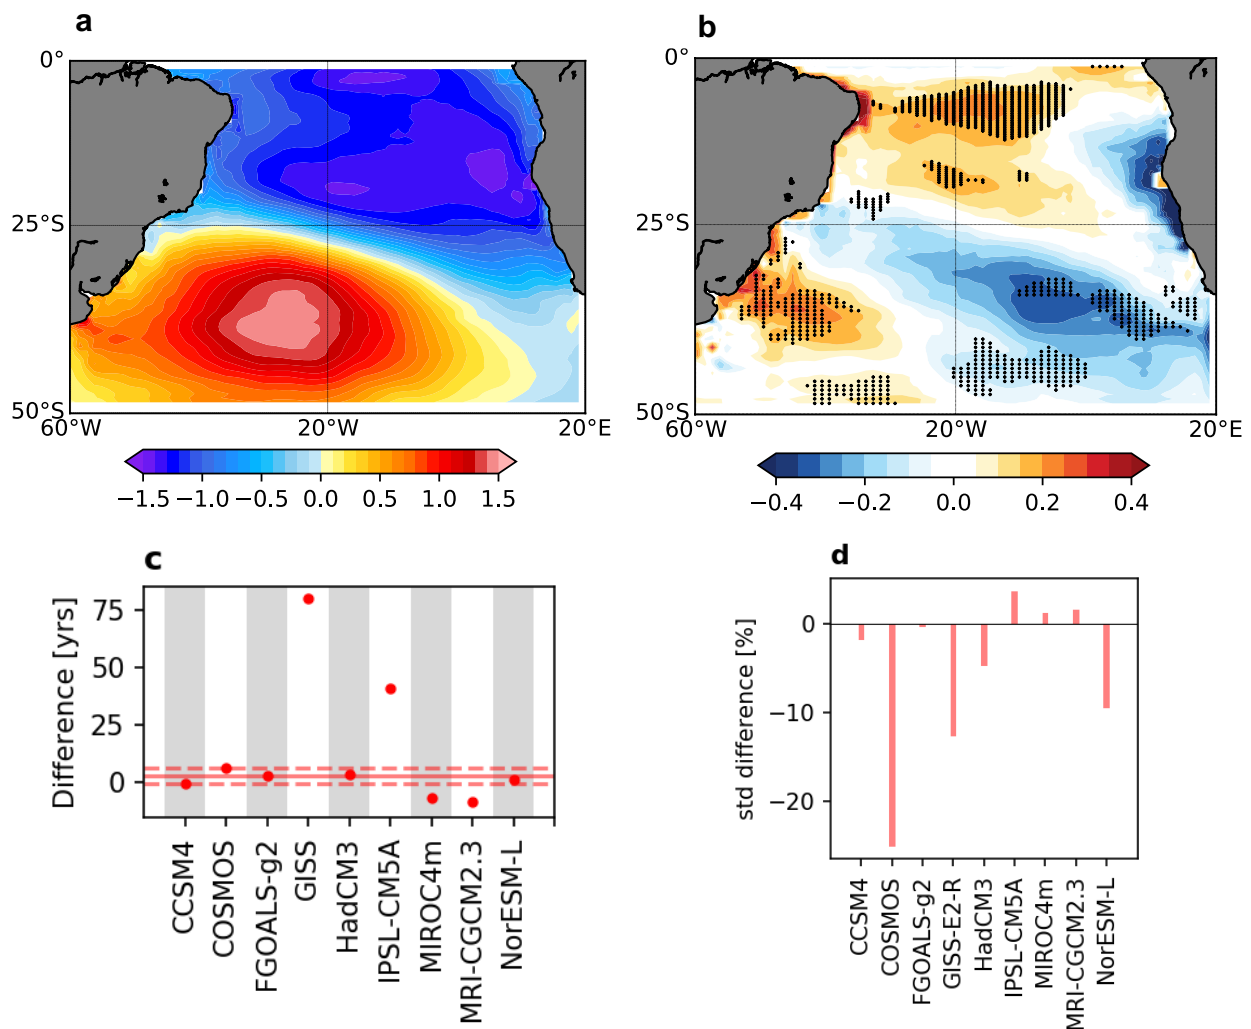 a
b
0°
25°S
50°S
60°W
20°W
20°E
0°
25°S
50°S
60°W
20°W
20°E
−1.5 −1.0 −0.5 0.0 0.5 1.0 1.5
−0.4 −0.2 0.0 0.2 0.4
c
Difference [yrs]
75
50
25
0
CCSM4
COSMOS
FGOALS-g2
GISS
HadCM3
IPSL-CM5A
MIROC4m
MRI-CGCM2.3
NorESM-L
d
std difference [%]
0
−10
−20
CCSM4
COSMOS
FGOALS-g2
GISS-E2-R
HadCM3
IPSL-CM5A
MIROC4m
MRI-CGCM2.3
NorESM-L